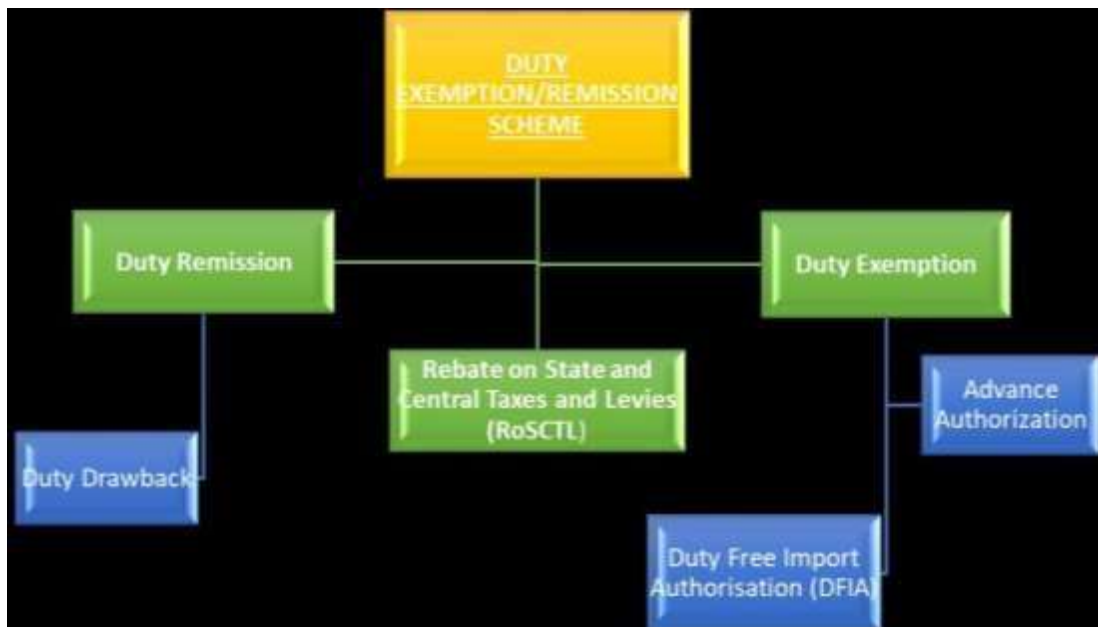 DUTY
EXEMPTION/REMISSION
SCHEME
Duty Remission
Duty Exemption
Rebate on State and
Central Taxes and Levies
(RoSCTL)
Advance
Authorization
Duty Drawback
Duty Free Import
Authorisation (DFIA)